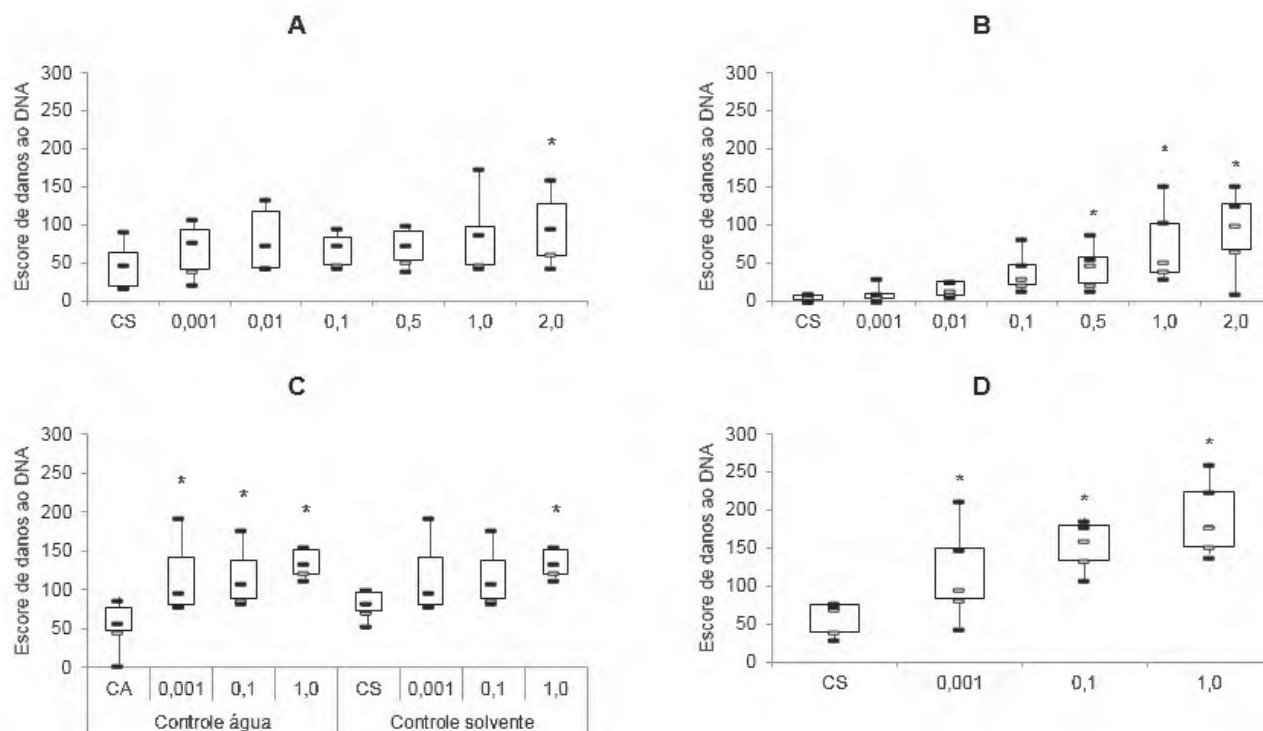 A
Escore de danos ao DNA
300
250
200
150
100
50
0
*
CS 0,001 0,01 0,1 0,5 1,0 2,0
B
Escore de danos ao DNA
300
250
200
150
100
50
0
* * *
CS 0,001 0,01 0,1 0,5 1,0 2,0
C
Escore de danos ao DNA
300
250
200
150
100
50
0
* * * *
CA 0,001 0,1 1,0 CS 0,001 0,1 1,0
Controle água Controle solvente
D
Escore de danos ao DNA
300
250
200
150
100
50
0
* * *
CS 0,001 0,1 1,0